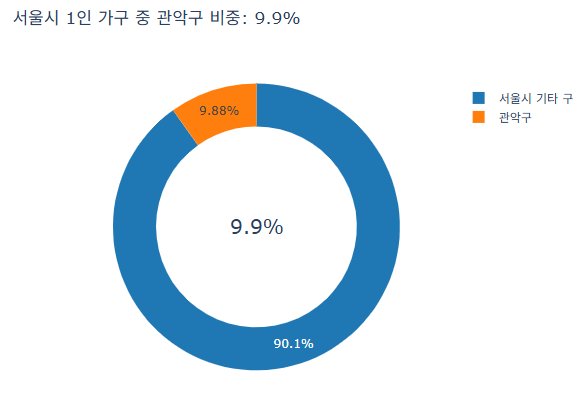 서울시 1인 가구 중 관악구 비중: 9.9%
서울시 기타 구
관악구
9.88%
9.9%
90.1%